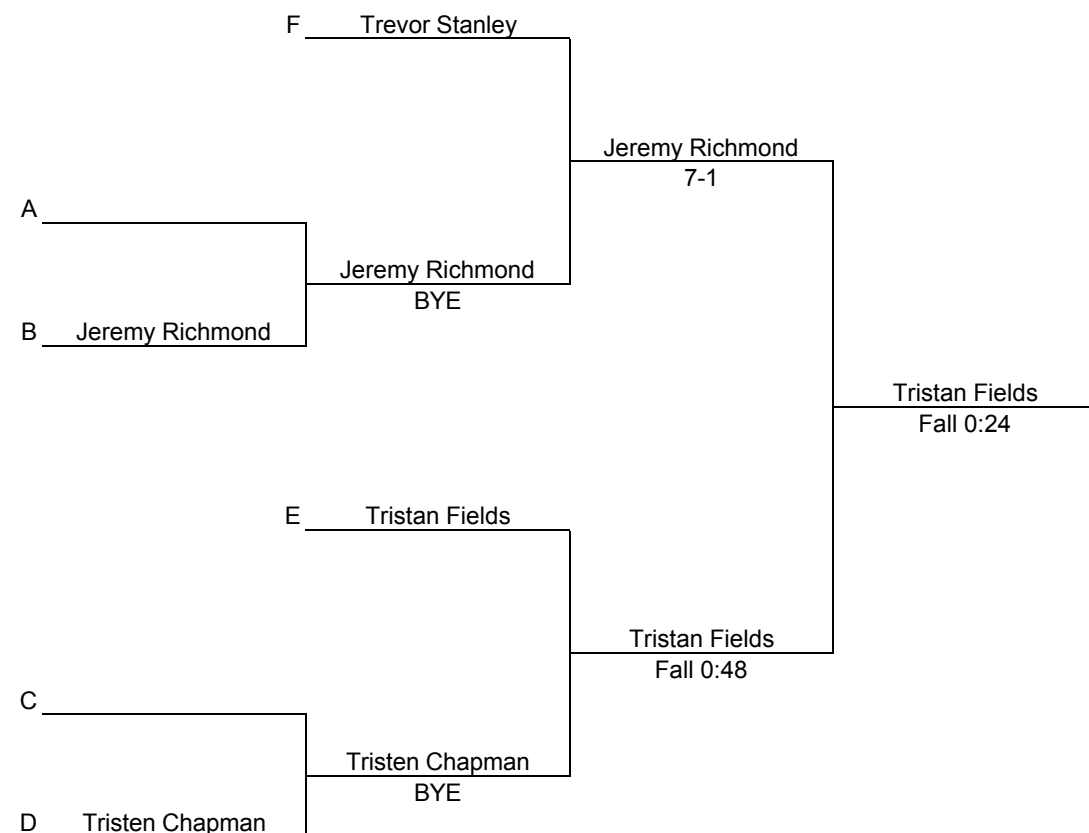 F Trevor Stanley
Jeremy Richmond
7-1
A
Jeremy Richmond
BYE
B Jeremy Richmond
Tristan Fields
Fall 0:24
E Tristan Fields
Tristan Fields
Fall 0:48
C
Tristen Chapman
BYE
D Tristen Chapman